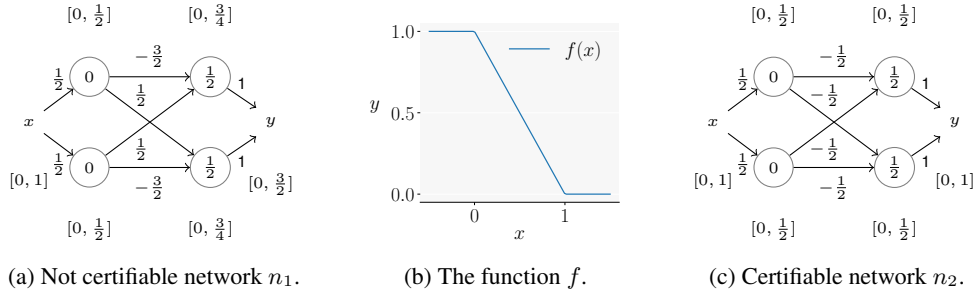 [0, 1/2] [0, 3/4]
1/2 0 −3/2 1/2 1
1/2
x y
1/2
1/2 0 −3/2 1/2 1
[0, 1] [0, 3/2]
[0, 1/2] [0, 3/4]
(a) Not certifiable network n₁.
1.0
f(x)
y 0.5
0.0
0 1
x
(b) The function f.
[0, 1/2] [0, 1/2]
1/2 0 −1/2 1/2 1
−1/2
x y
−1/2
1/2 0 −1/2 1/2 1
[0, 1] [0, 1]
[0, 1/2] [0, 1/2]
(c) Certifiable network n₂.